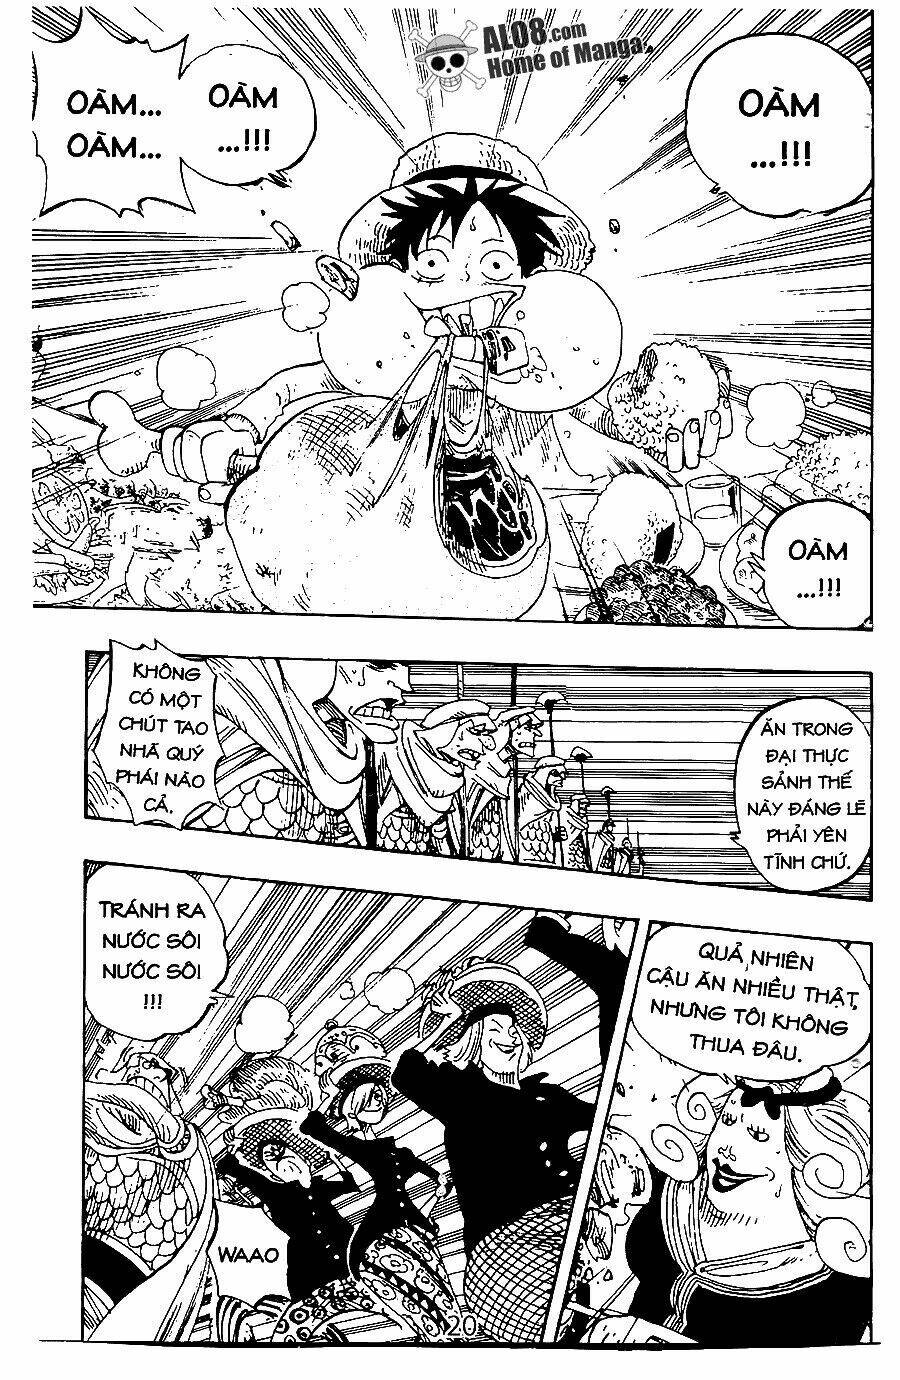 AL08.com
Home of Manga
OÀM...
OÀM...
OÀM
...!!!
OÀM
...!!!
OÀM
...!!!
KHÔNG
CÓ MỘT
CHÚT TAO
NHÃ QUÝ
PHÁI NÀO
CẢ.
ĂN TRONG
ĐẠI THỰC
SẢNH THẾ
NÀY ĐÁNG LẼ
PHẢI YÊN
TĨNH CHỨ.
TRÁNH RA
NƯỚC SÔI
NƯỚC SÔI
!!!
WAAO
QUẢ NHIÊN
CẬU ĂN NHIỀU THẬT,
NHƯNG TÔI KHÔNG
THUA ĐÂU.
20